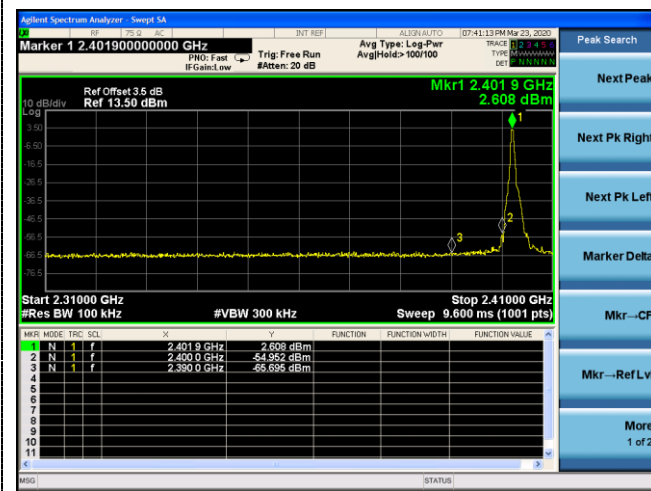 Agilent Spectrum Analyzer - Swept SA
RF 75 Ω AC INT REF ALIGN AUTO 07:41:13 PM Mar 23, 2020
Marker 1 2.401900000000 GHz
PNO: Fast
IFGain:Low
Trig: Free Run
#Atten: 20 dB
Avg Type: Log-Pwr
Avg|Hold:> 100/100
TRACE 1 2 3 4 5 6
TYPE M
DET P N N N N N
Peak Search
Next Peak
Next Pk Right
Next Pk Left
Marker Delta
Mkr→CF
Mkr→Ref Lvl
More
1 of 2
Ref Offset 3.5 dB
Ref 13.50 dBm
Mkr1 2.401 9 GHz
2.608 dBm
10 dB/div
Log
3.50
-6.50
-16.5
-26.5
-36.5
-46.5
-56.5
-66.5
-76.5
1
2
3
Start 2.31000 GHz
Stop 2.41000 GHz
#Res BW 100 kHz
#VBW 300 kHz
Sweep 9.600 ms (1001 pts)
MKR MODE TRC SCL X Y FUNCTION FUNCTION WIDTH FUNCTION VALUE
1 N 1 f 2.401 9 GHz 2.608 dBm
2 N 1 f 2.400 0 GHz -54.952 dBm
3 N 1 f 2.390 0 GHz -65.695 dBm
4
5
6
7
8
9
10
11
MSG
STATUS